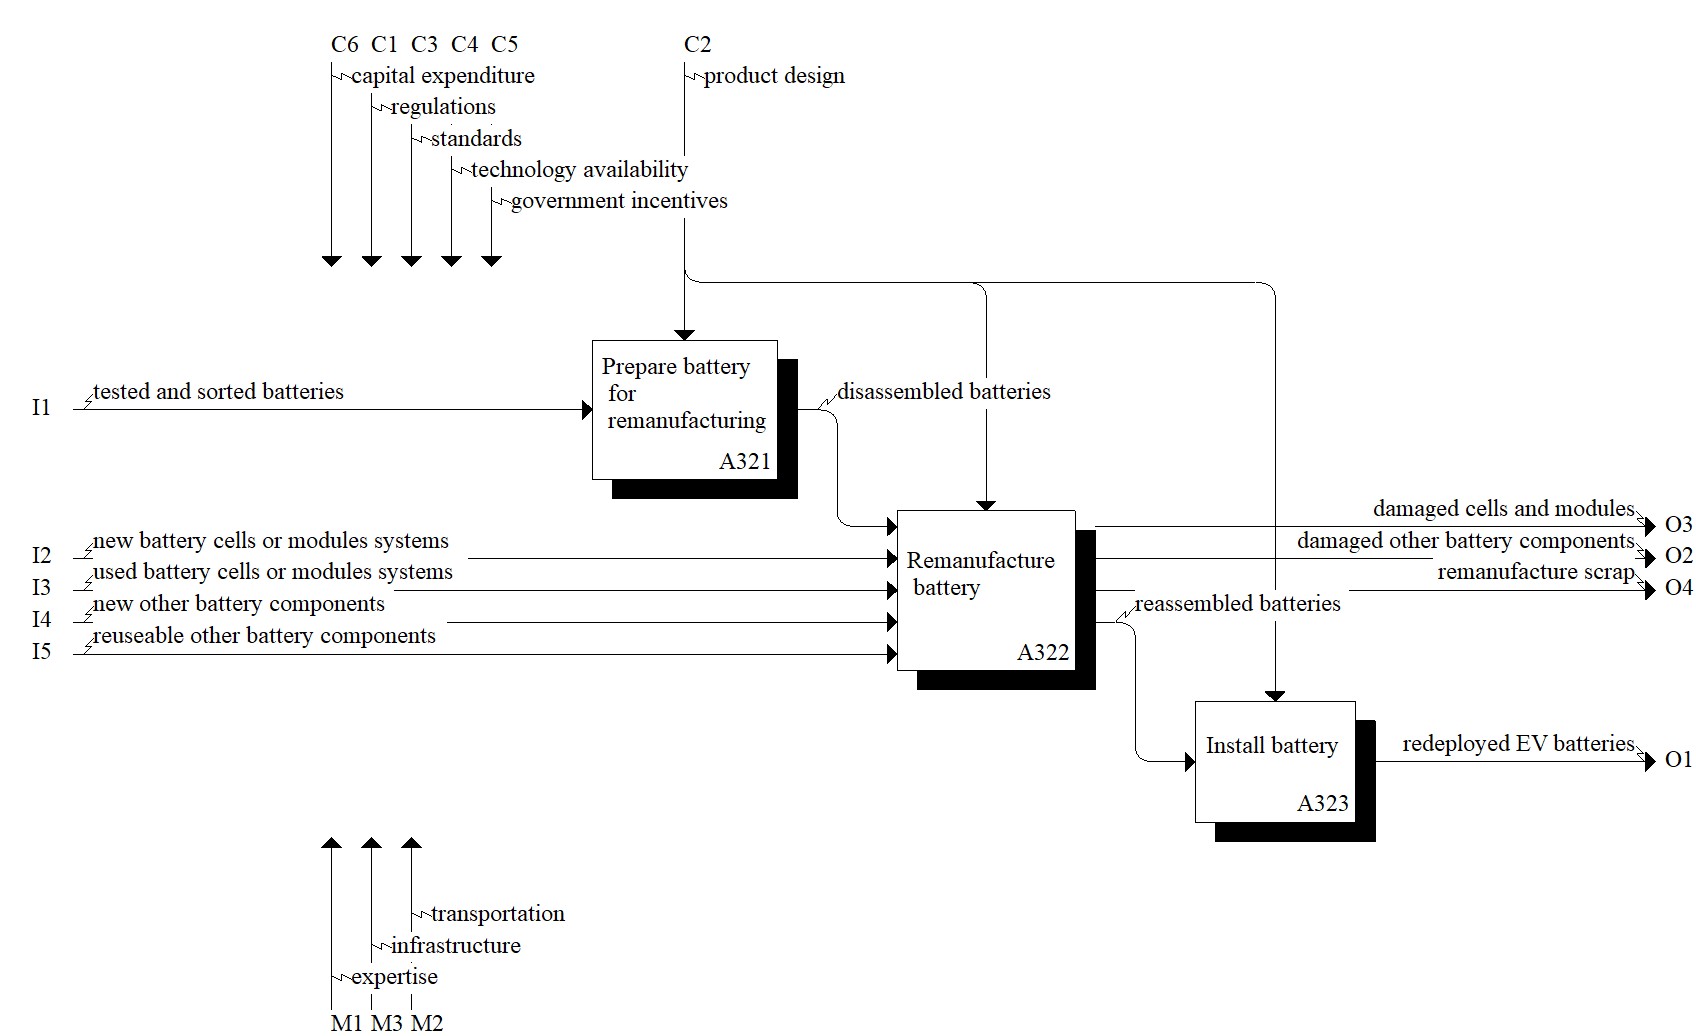 C6 C1 C3 C4 C5 C2
capital expenditure product design
regulations
standards
technology availability
government incentives
Prepare battery
for
remanufacturing
A321
I1 tested and sorted batteries
disassembled batteries
damaged cells and modules O3
I2 new battery cells or modules systems
damaged other battery components O2
I3 used battery cells or modules systems
remanufacture scrap O4
I4 new other battery components
I5 reuseable other battery components
Remanufacture
battery
A322
reassembled batteries
Install battery
A323
redeployed EV batteries O1
transportation
infrastructure
expertise
M1 M3 M2